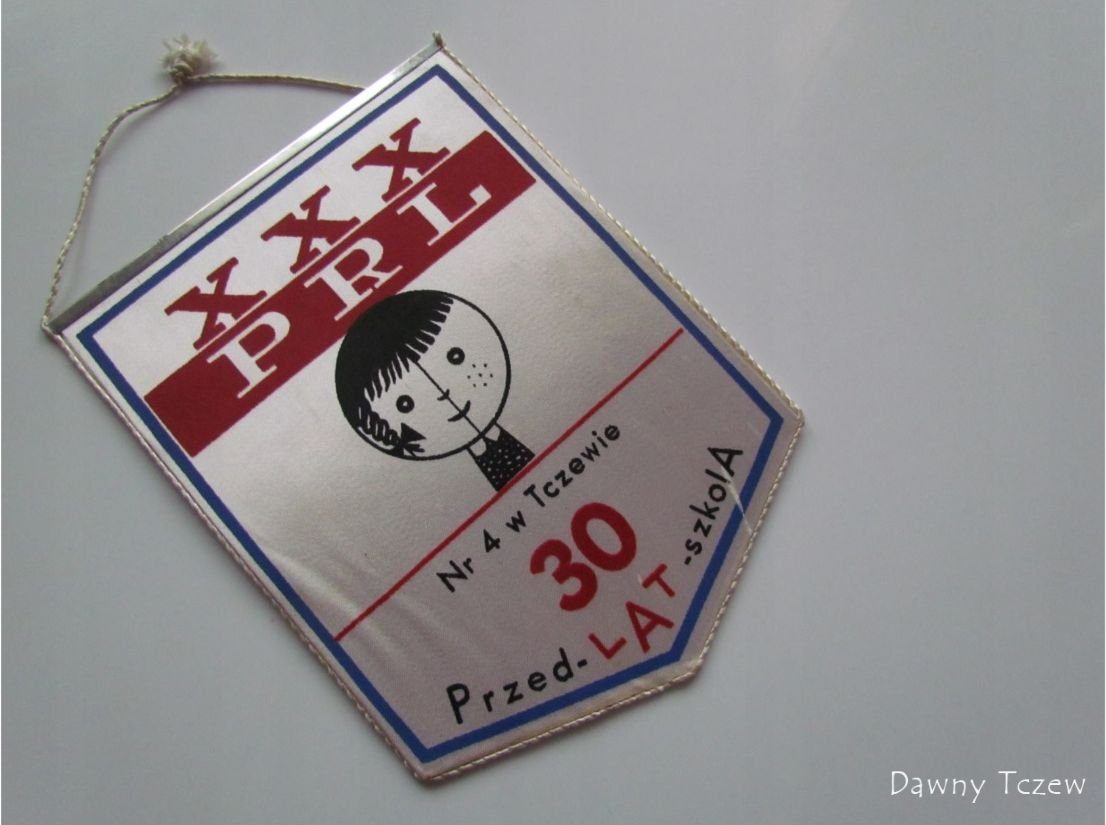 XXX
PRL
Nr 4 w Tczewie
30
Przed-LAT-szkolA
Dawny Tczew